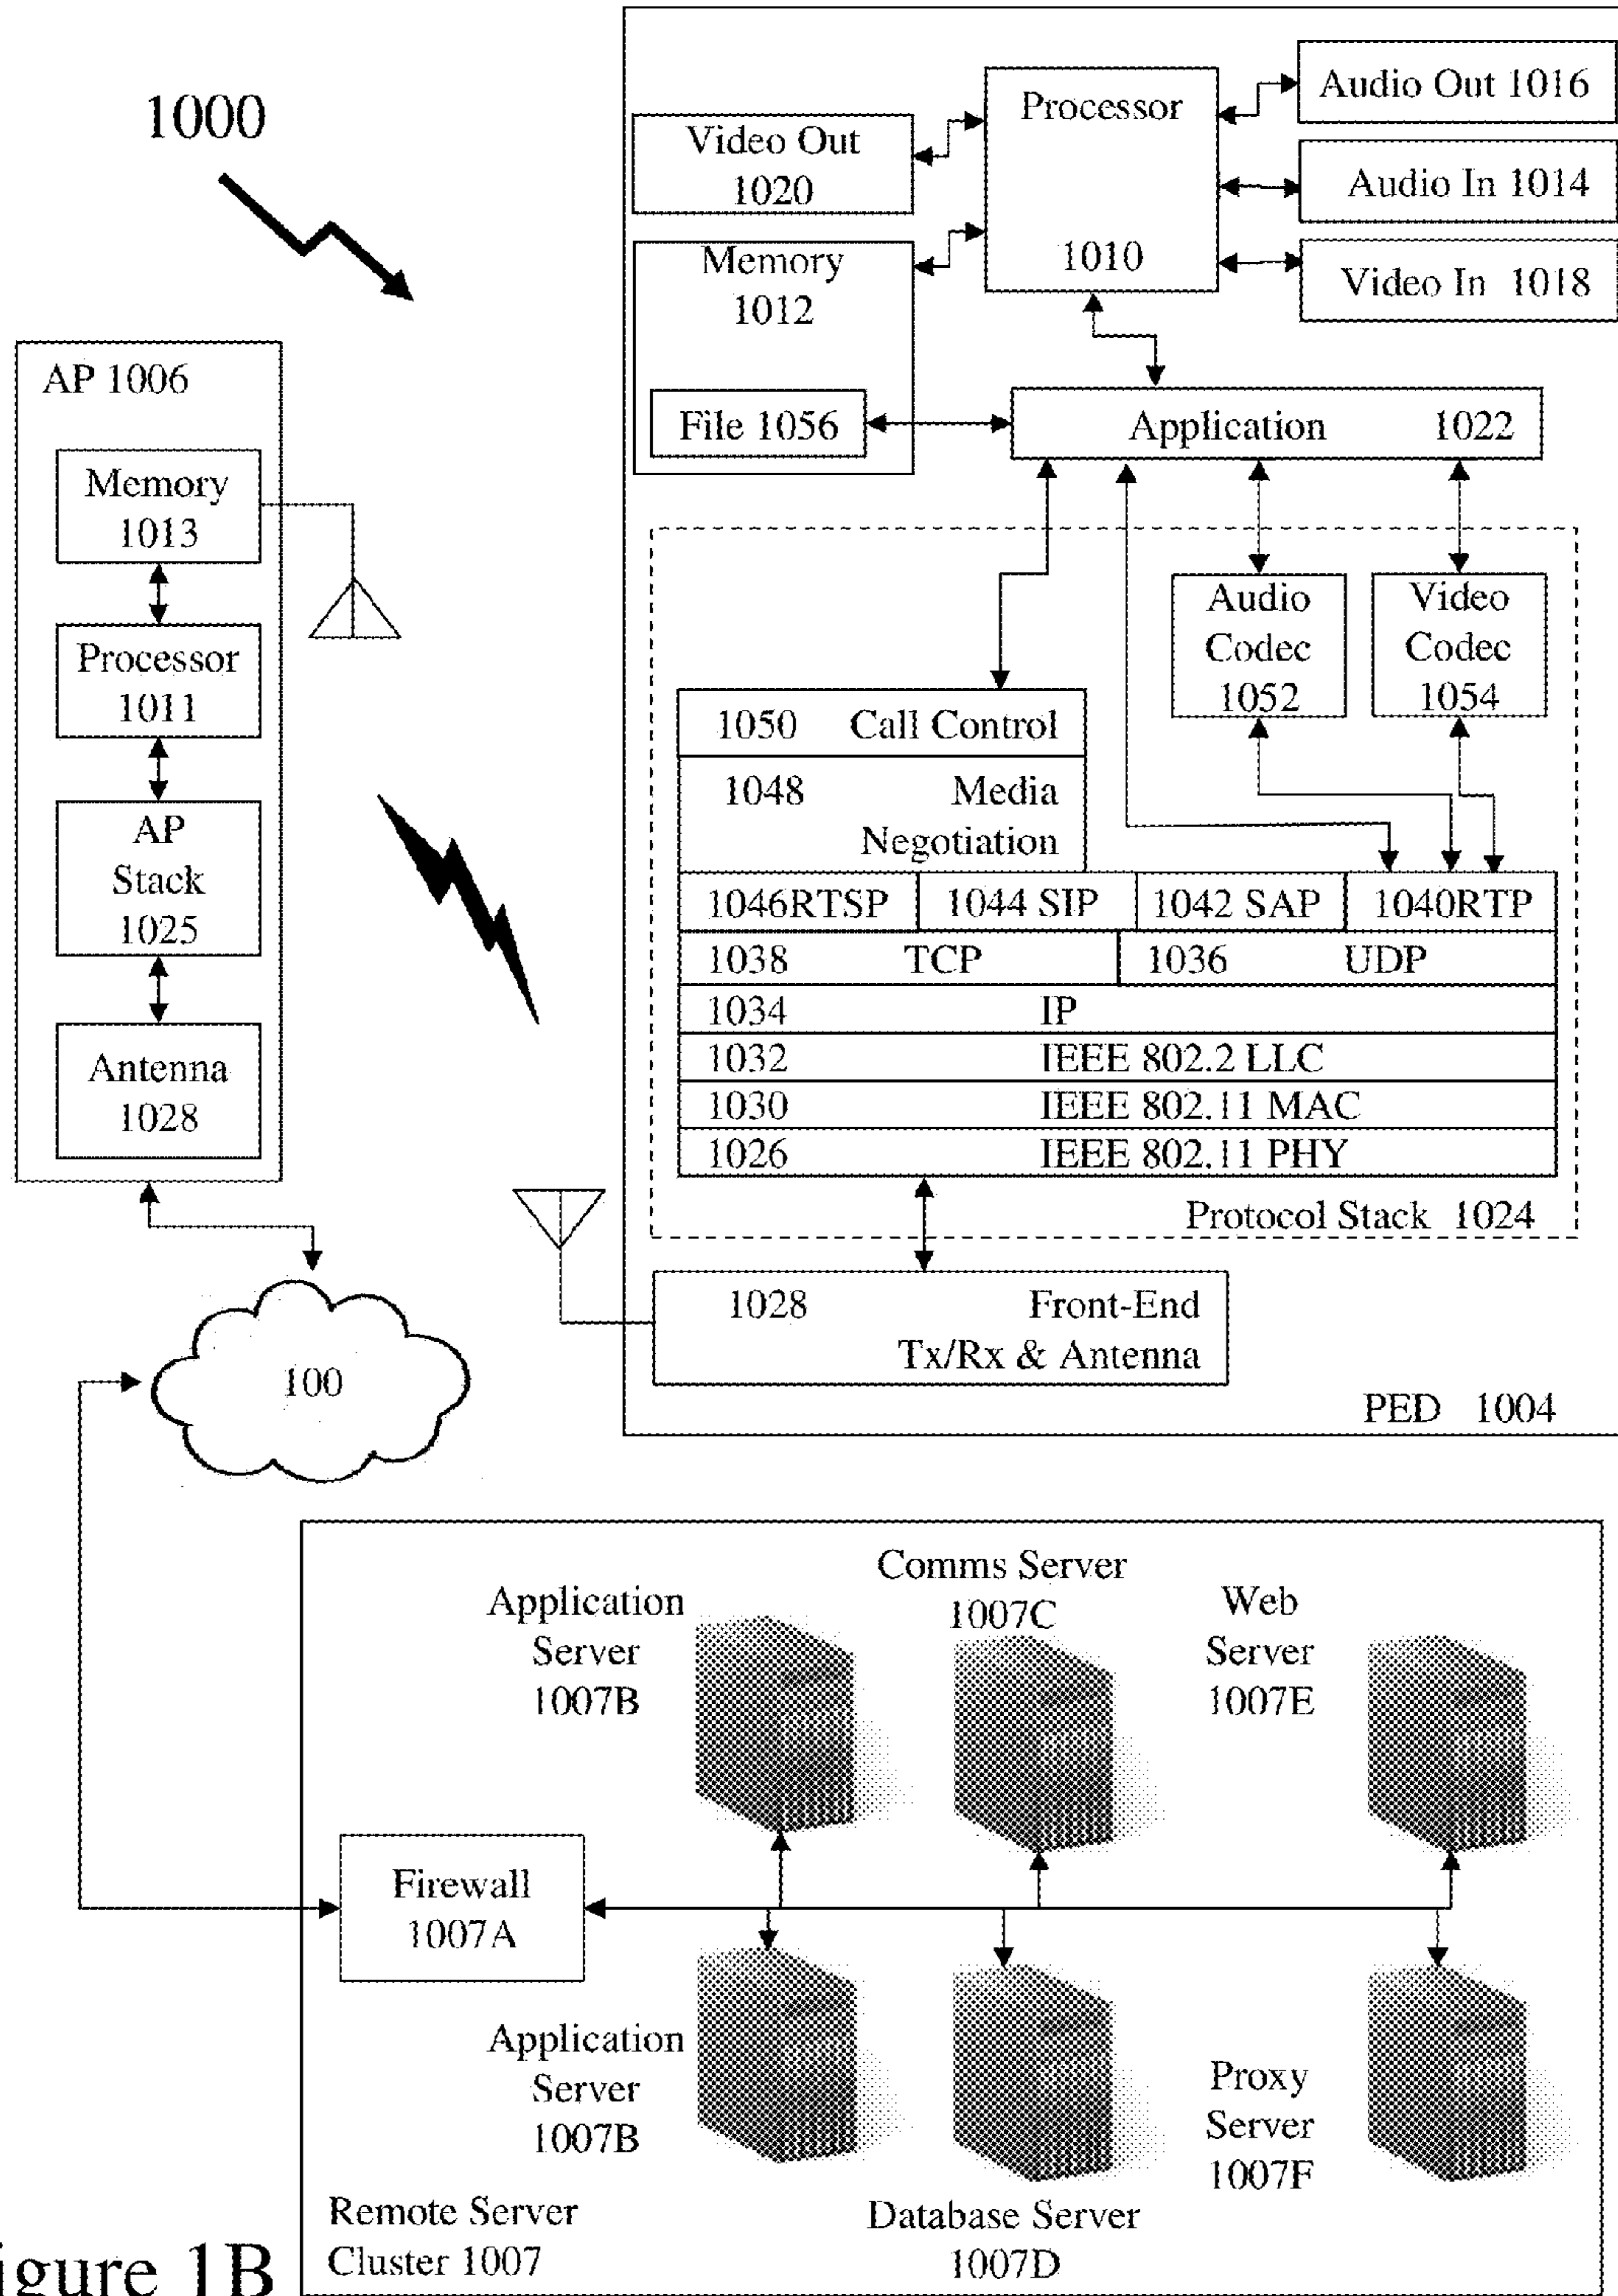 1000
Processor
1010
Audio Out 1016
Audio In 1014
Video In 1018
Video Out
1020
Memory
1012
File 1056
Application 1022
AP 1006
Memory
1013
Processor
1011
AP
Stack
1025
Antenna
1028
Audio
Codec
1052
Video
Codec
1054
1050 Call Control
1048 Media
Negotiation
1046RTSP
1044 SIP
1042 SAP
1040RTP
1038 TCP
1036 UDP
1034 IP
1032 IEEE 802.2 LLC
1030 IEEE 802.11 MAC
1026 IEEE 802.11 PHY
Protocol Stack 1024
1028 Front-End
Tx/Rx & Antenna
PED 1004
100
Comms Server
1007C
Application
Server
1007B
Web
Server
1007E
Firewall
1007A
Application
Server
1007B
Proxy
Server
1007F
Database Server
1007D
Remote Server
Cluster 1007
igure 1B